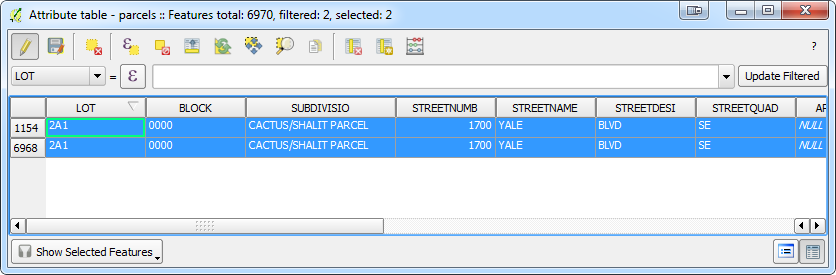 Attribute table - parcels :: Features total: 6970, filtered: 2, selected: 2
?
LOT = ε Update Filtered
LOT BLOCK SUBDIVISIO STREETNUMB STREETNAME STREETDESI STREETQUAD AP
1154 2A1 0000 CACTUS/SHALIT PARCEL 1700 YALE BLVD SE NULL
6968 2A1 0000 CACTUS/SHALIT PARCEL 1700 YALE BLVD SE NULL
Show Selected Features